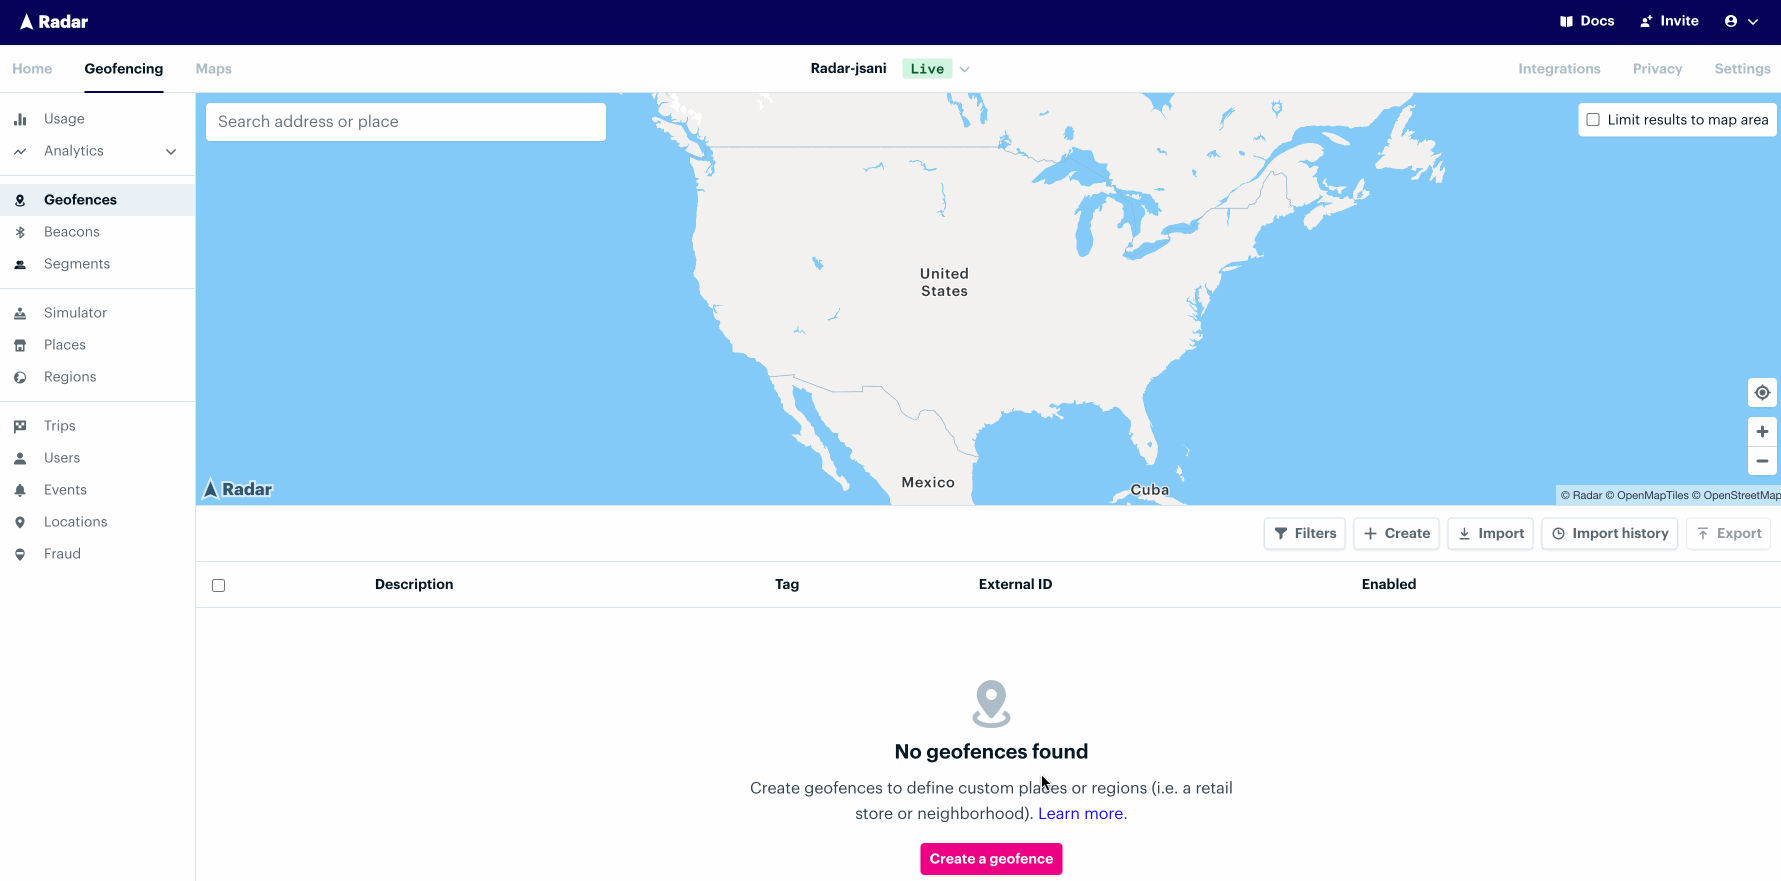 Radar
Docs
Invite
Home
Geofencing
Maps
Radar-jsani
Live
Integrations
Privacy
Settings
Usage
Analytics
Geofences
Beacons
Segments
Simulator
Places
Regions
Trips
Users
Events
Locations
Fraud
Search address or place
Limit results to map area
United
States
Mexico
Cuba
Radar
© Radar © OpenMapTiles © OpenStreetMap
Filters
Create
Import
Import history
Export
Description
Tag
External ID
Enabled
No geofences found
Create geofences to define custom places or regions (i.e. a retail
store or neighborhood). Learn more.
Create a geofence